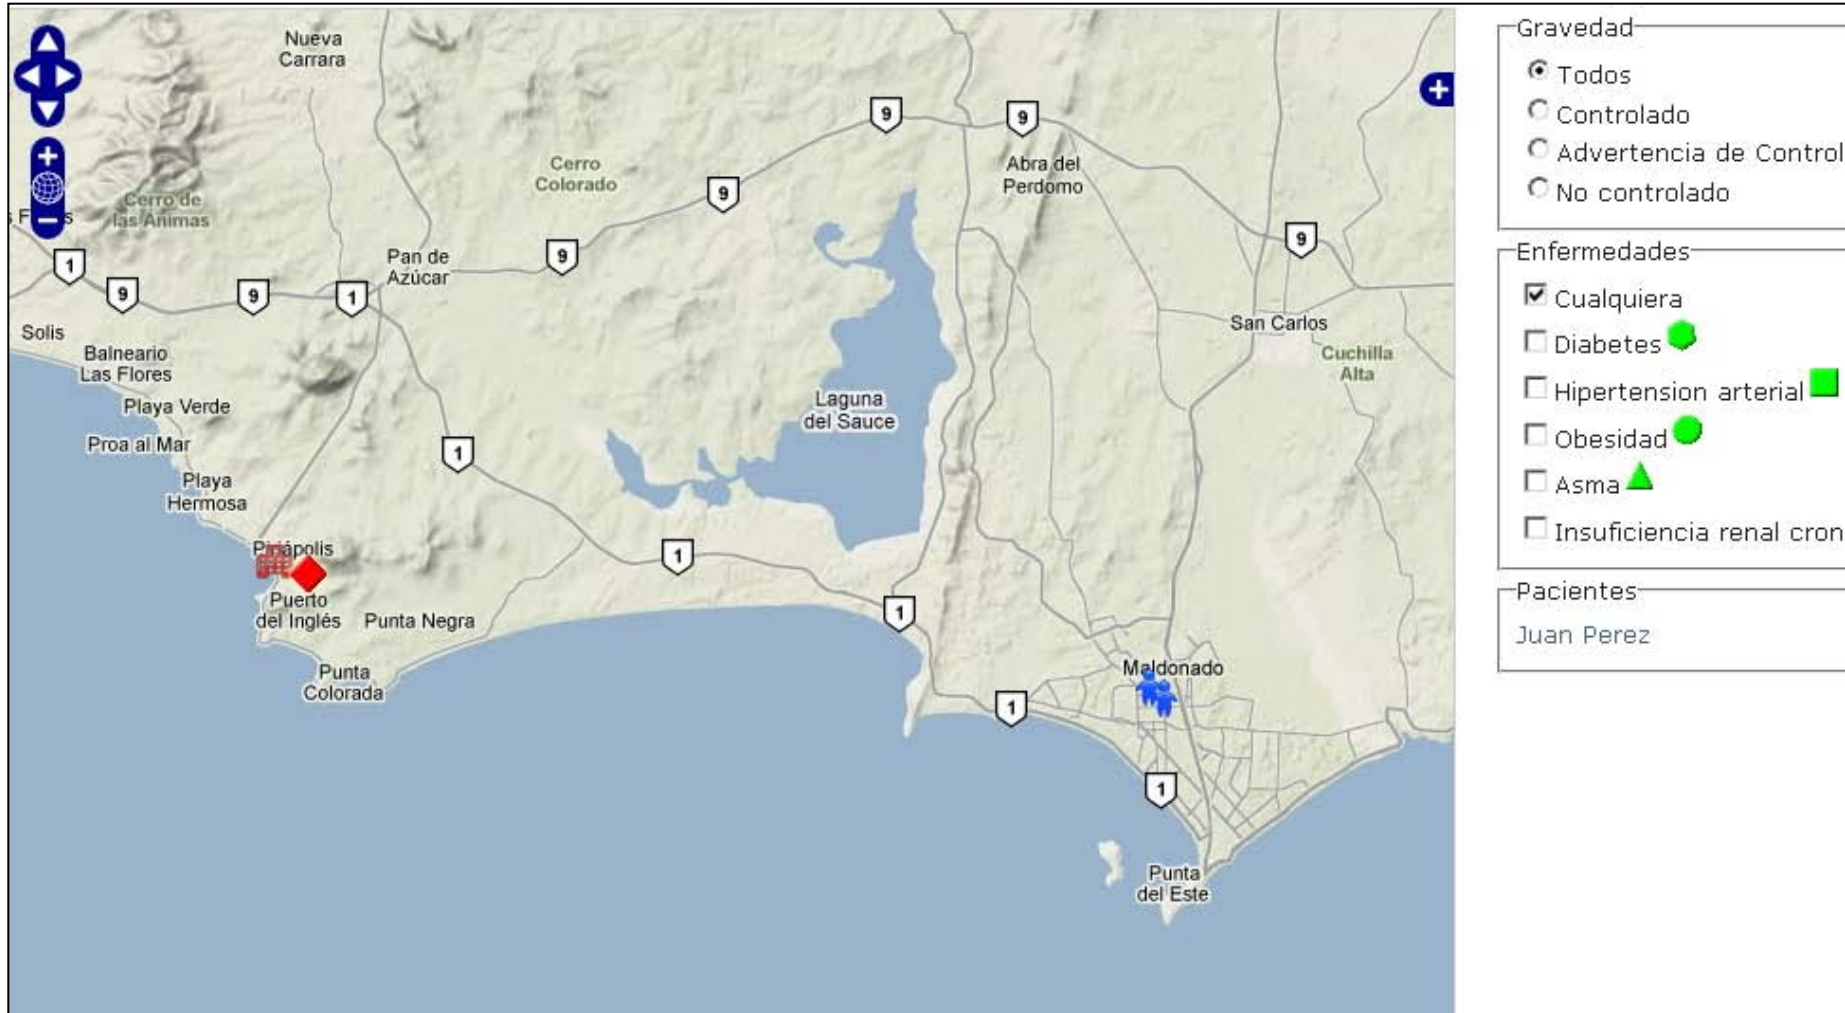 Nueva
Carrara
9
9
Abra del
Perdomo
Cerro
Colorado
9
Cerro de
las Animas
9
9
Pan de
Azúcar
1
9
9
1
Solis
San Carlos
Balneario
Las Flores
Cuchilla
Alta
Playa Verde
Laguna
del Sauce
Proa al Mar
1
Playa
Hermosa
Piriápolis
1
Puerto
del Inglés
Punta Negra
1
Punta
Colorada
Maldonado
1
1
Punta
del Este
Gravedad
Todos
Controlado
Advertencia de Control
No controlado
Enfermedades
Cualquiera
Diabetes
Hipertension arterial
Obesidad
Asma
Insuficiencia renal cron
Pacientes
Juan Perez